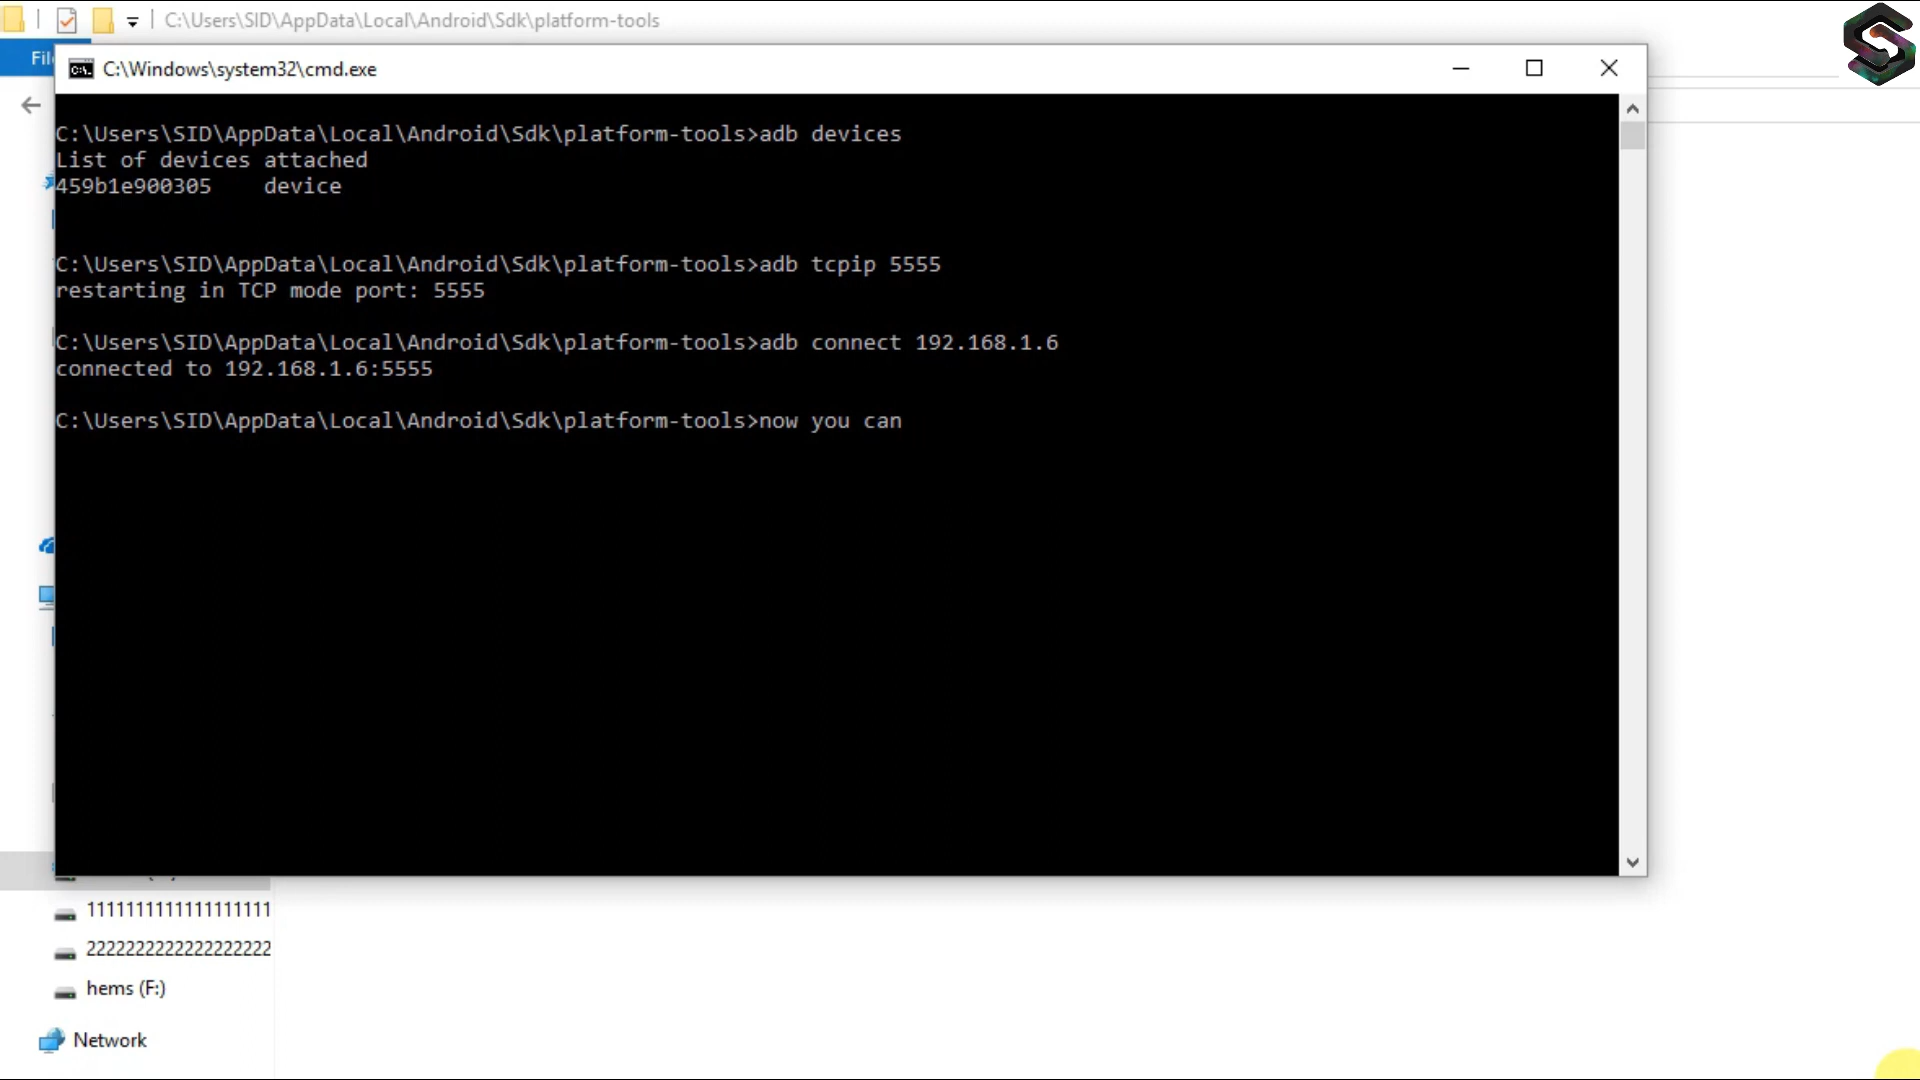 C:\Users\SID\AppData\Local\Android\Sdk\platform-tools
C:\Windows\system32\cmd.exe
C:\Users\SID\AppData\Local\Android\Sdk\platform-tools>adb devices
List of devices attached
459b1e900305    device
C:\Users\SID\AppData\Local\Android\Sdk\platform-tools>adb tcpip 5555
restarting in TCP mode port: 5555
C:\Users\SID\AppData\Local\Android\Sdk\platform-tools>adb connect 192.168.1.6
connected to 192.168.1.6:5555
C:\Users\SID\AppData\Local\Android\Sdk\platform-tools>now you can
1111111111111111111
2222222222222222222
hems (F:)
Network